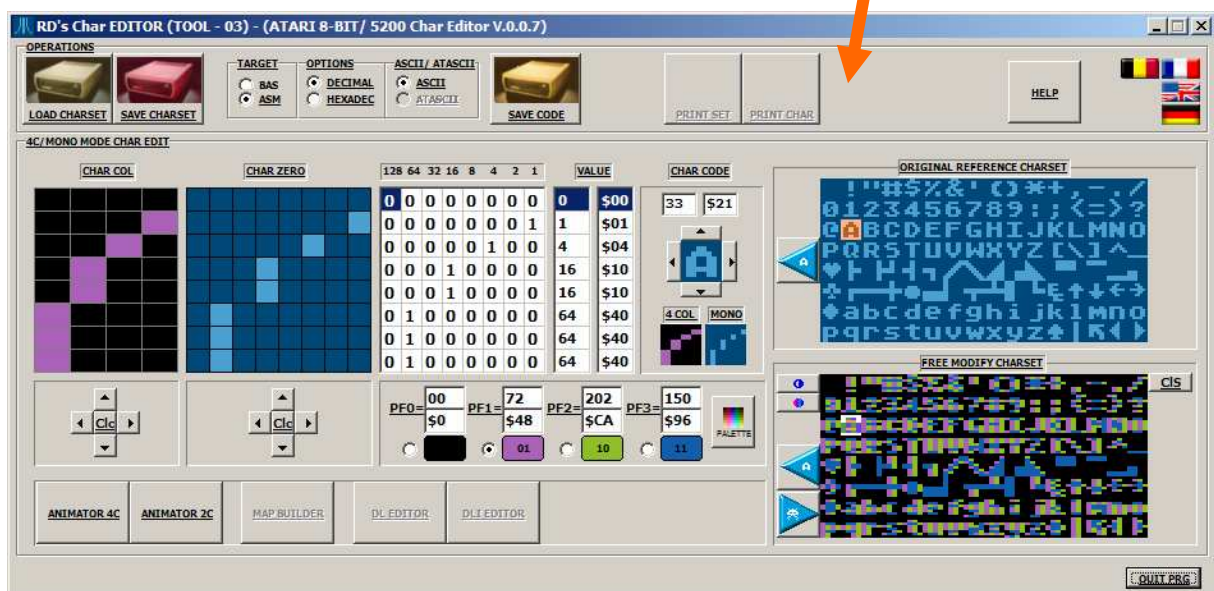 RD's Char EDITOR (TOOL - 03) - (ATARI 8-BIT/ 5200 Char Editor V.0.0.7)
OPERATIONS
TARGET OPTIONS ASCII/ ATASCII
BAS DECIMAL ASCII
ASM HEXADEC ATASCII
LOAD CHARSET SAVE CHARSET SAVE CODE PRINT SET PRINT CHAR HELP
4C/MONO MODE CHAR EDIT
CHAR COL CHAR ZERO 128 64 32 16 8 4 2 1 VALUE CHAR CODE ORIGINAL REFERENCE CHARSET
0 0 0 0 0 0 0 0 0 $00 33 $21
0 0 0 0 0 0 0 1 1 $01
0 0 0 0 0 1 0 0 4 $04
0 0 0 1 0 0 0 0 16 $10
0 0 0 1 0 0 0 0 16 $10
0 1 0 0 0 0 0 0 64 $40
0 1 0 0 0 0 0 0 64 $40
0 1 0 0 0 0 0 0 64 $40
A
4 COL MONO
!"#$%&'()*+,-./
0123456789:;<=>?
@ABCDEFGHIJKLMNO
PQRSTUVWXYZ[\]^_
abcdefghijklmno
pqrstuvwxyz
A
FREE MODIFY CHARSET
ClS
Clc Clc
PF0= 00 $0 PF1= 72 $48 PF2= 202 $CA PF3= 150 $96
01 10 11
PALETTE
A
ANIMATOR 4C ANIMATOR 2C MAP BUILDER DL EDITOR DLI EDITOR
QUIT PRG